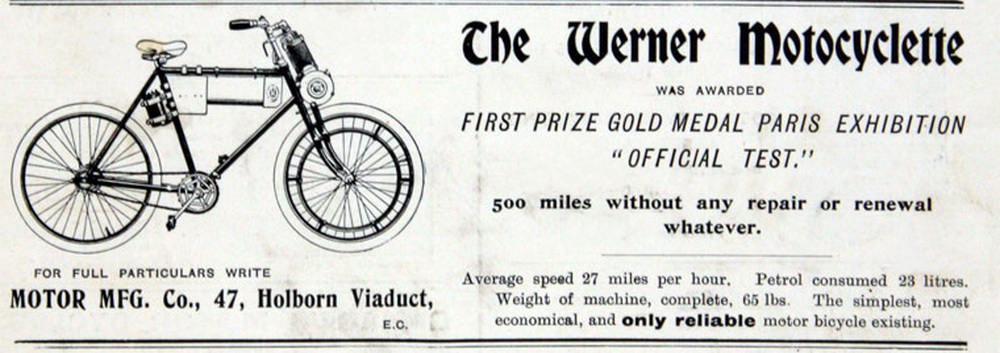 The Werner Motocyclette
WAS AWARDED
FIRST PRIZE GOLD MEDAL PARIS EXHIBITION
"OFFICIAL TEST."
500 miles without any repair or renewal
whatever.
Average speed 27 miles per hour. Petrol consumed 23 litres.
Weight of machine, complete, 65 lbs. The simplest, most
economical, and only reliable motor bicycle existing.
FOR FULL PARTICULARS WRITE
MOTOR MFG. Co., 47, Holborn Viaduct,
E.C.